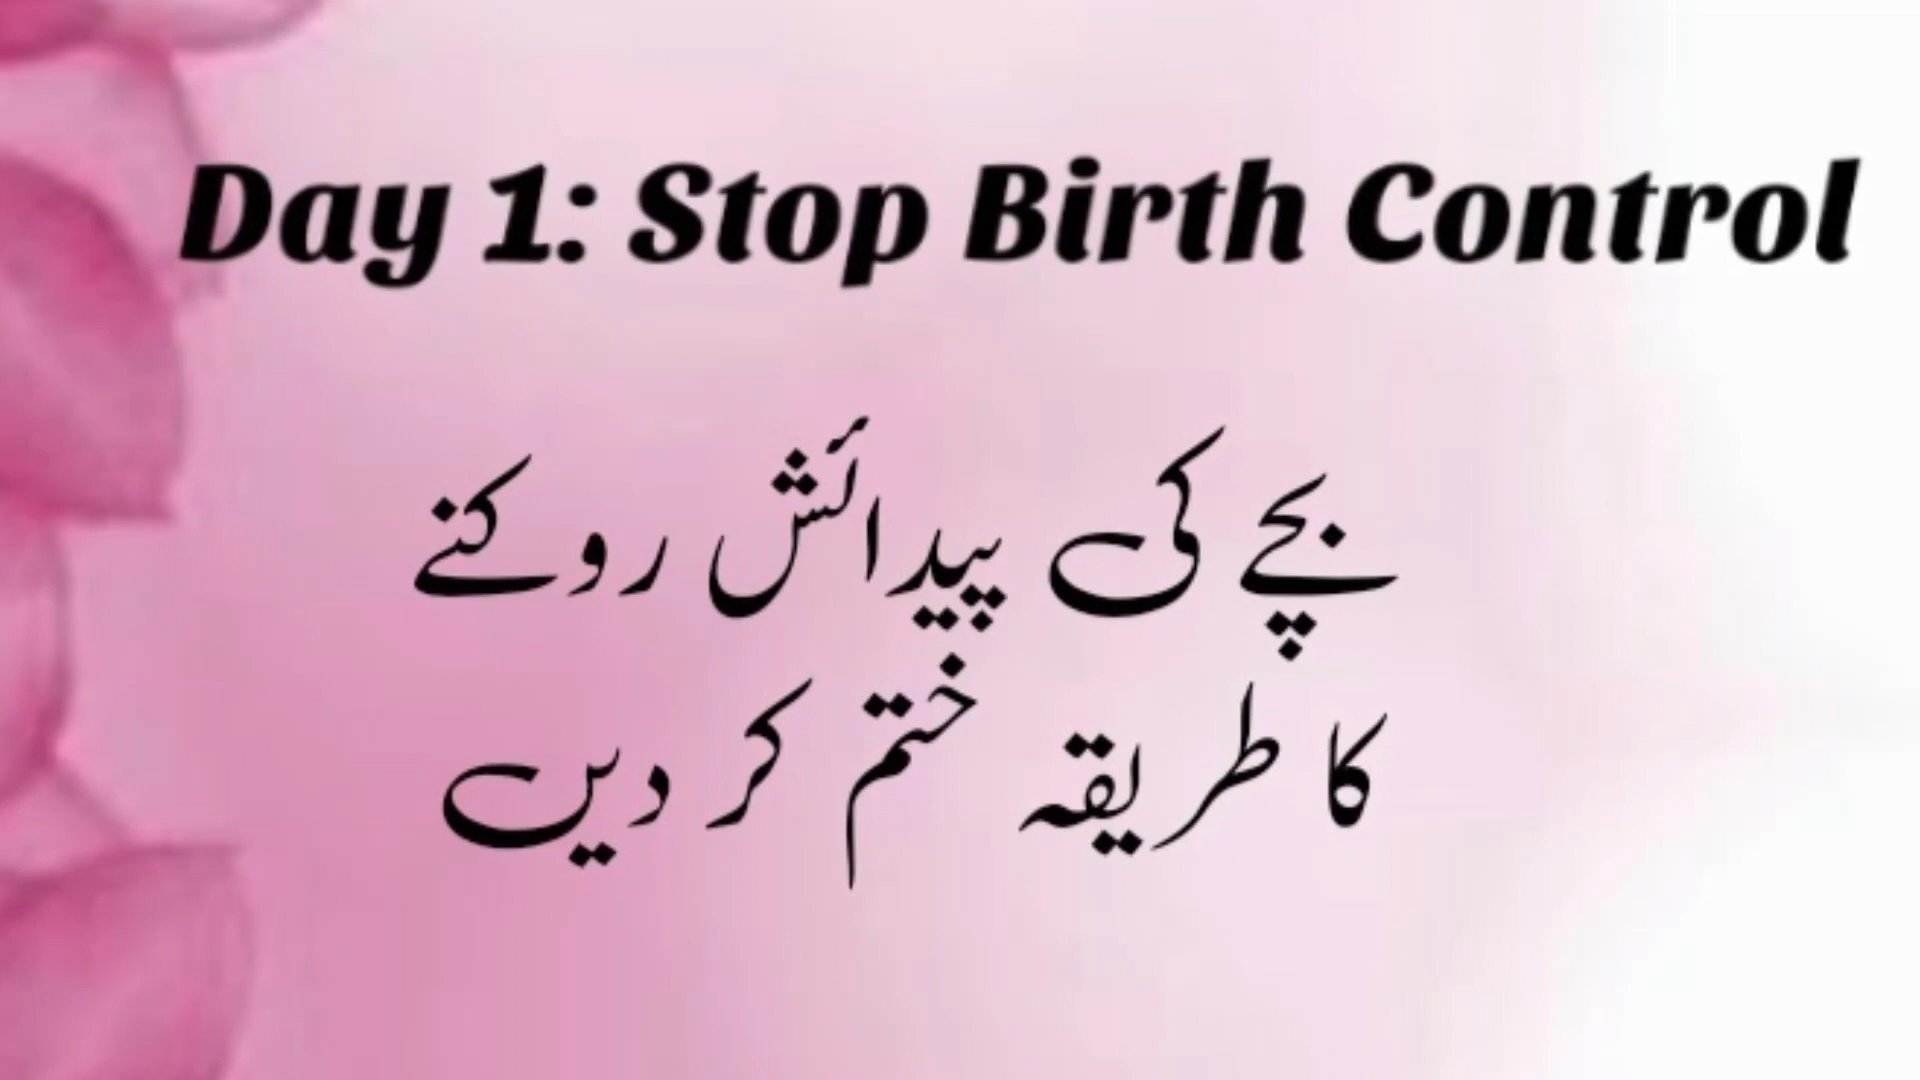 Day 1: Stop Birth Control
بچے کی پیدائش روکنے
کا طریقہ ختم کر دیں